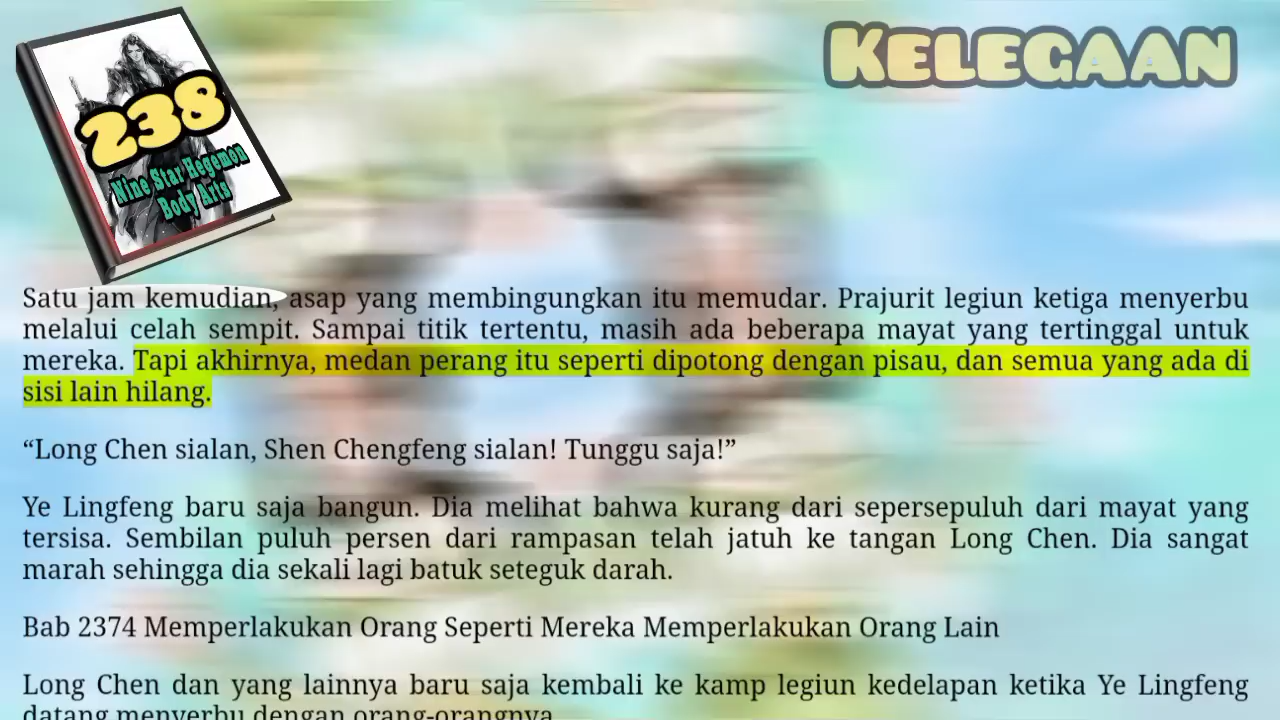 KELEGAAN
238
Nine Star Hegemon
Body Arts
Satu jam kemudian, asap yang membingungkan itu memudar. Prajurit legiun ketiga menyerbu
melalui celah sempit. Sampai titik tertentu, masih ada beberapa mayat yang tertinggal untuk
mereka. Tapi akhirnya, medan perang itu seperti dipotong dengan pisau, dan semua yang ada di
sisi lain hilang.
“Long Chen sialan, Shen Chengfeng sialan! Tunggu saja!”
Ye Lingfeng baru saja bangun. Dia melihat bahwa kurang dari sepersepuluh dari mayat yang
tersisa. Sembilan puluh persen dari rampasan telah jatuh ke tangan Long Chen. Dia sangat
marah sehingga dia sekali lagi batuk seteguk darah.
Bab 2374 Memperlakukan Orang Seperti Mereka Memperlakukan Orang Lain
Long Chen dan yang lainnya baru saja kembali ke kamp legiun kedelapan ketika Ye Lingfeng
datang menyerbu dengan orang-orangnya.